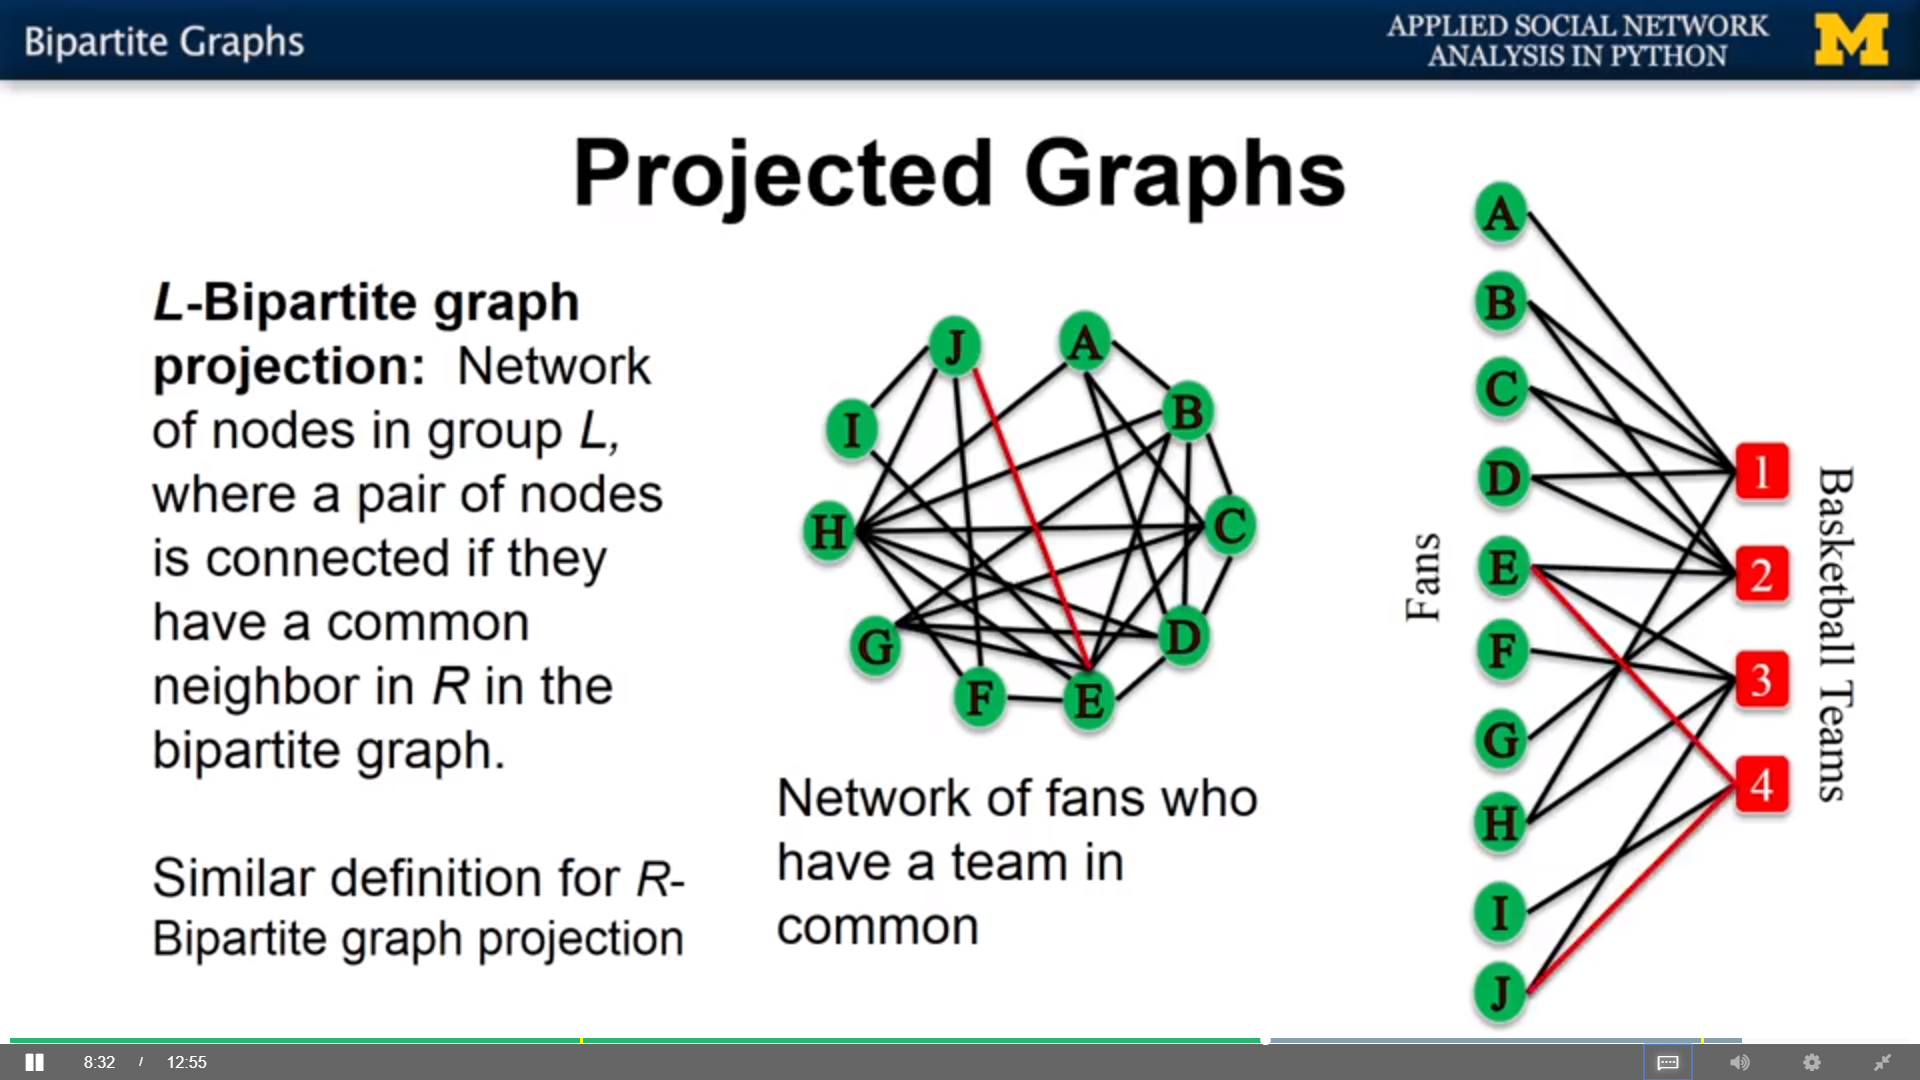 Bipartite Graphs
APPLIED SOCIAL NETWORK
ANALYSIS IN PYTHON
M
Projected Graphs
L-Bipartite graph
projection: Network
of nodes in group L,
where a pair of nodes
is connected if they
have a common
neighbor in R in the
bipartite graph.
Similar definition for R-
Bipartite graph projection
J
A
I
B
H
C
G
D
F
E
Network of fans who
have a team in
common
Fans
A
B
C
D
E
F
G
H
I
J
1
2
3
4
Basketball Teams
8:32 / 12:55